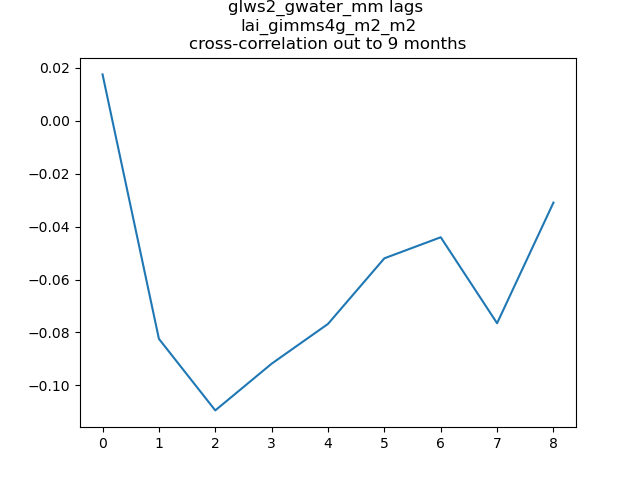 glws2_gwater_mm lags
lai_gimms4g_m2_m2
cross-correlation out to 9 months
0.02
0.00
−0.02
−0.04
−0.06
−0.08
−0.10
0 1 2 3 4 5 6 7 8